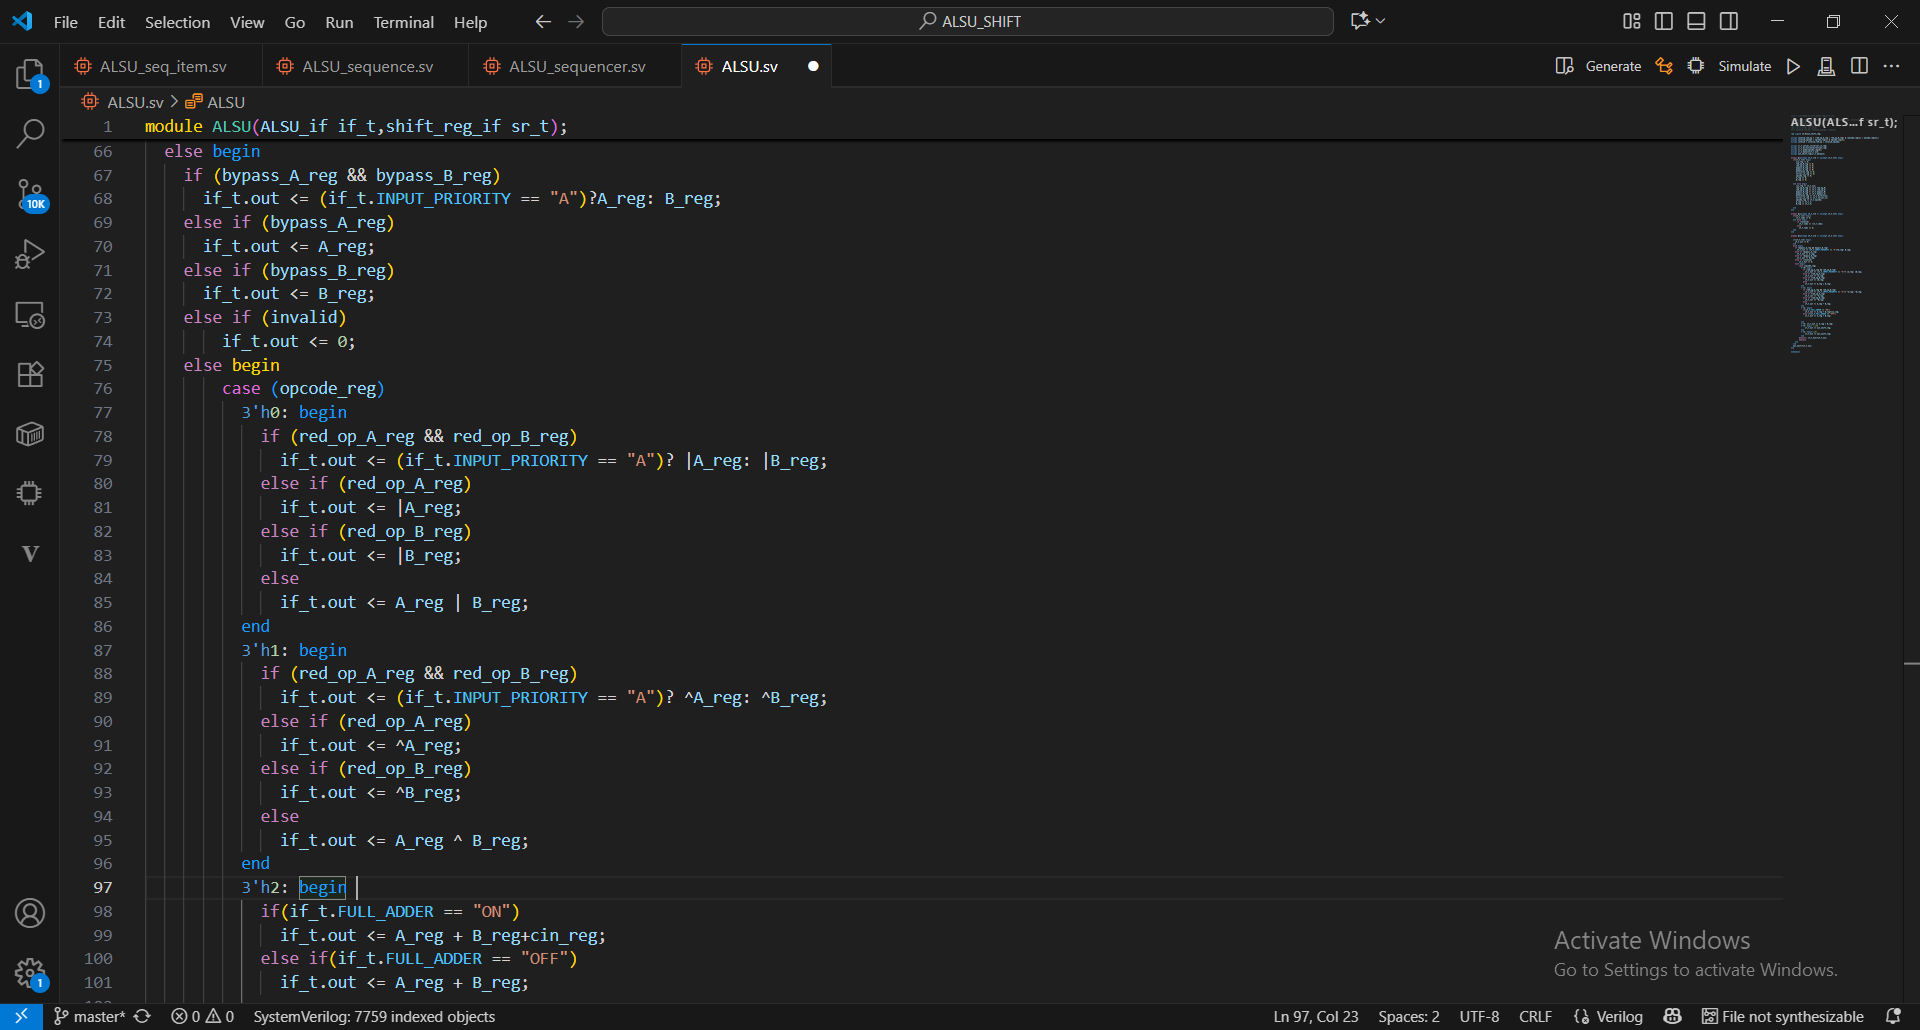 File Edit Selection View Go Run Terminal Help
ALSU_SHIFT
ALSU_seq_item.sv ALSU_sequence.sv ALSU_sequencer.sv ALSU.sv
Generate Simulate
ALSU.sv > ALSU
1 module ALSU(ALSU_if if_t,shift_reg_if sr_t);
ALSU(ALS...f sr_t);
66 else begin
67 if (bypass_A_reg && bypass_B_reg)
68 if_t.out <= (if_t.INPUT_PRIORITY == "A")?A_reg: B_reg;
69 else if (bypass_A_reg)
70 if_t.out <= A_reg;
71 else if (bypass_B_reg)
72 if_t.out <= B_reg;
73 else if (invalid)
74 if_t.out <= 0;
75 else begin
76 case (opcode_reg)
77 3'h0: begin
78 if (red_op_A_reg && red_op_B_reg)
79 if_t.out <= (if_t.INPUT_PRIORITY == "A")? |A_reg: |B_reg;
80 else if (red_op_A_reg)
81 if_t.out <= |A_reg;
82 else if (red_op_B_reg)
83 if_t.out <= |B_reg;
84 else
85 if_t.out <= A_reg | B_reg;
86 end
87 3'h1: begin
88 if (red_op_A_reg && red_op_B_reg)
89 if_t.out <= (if_t.INPUT_PRIORITY == "A")? ^A_reg: ^B_reg;
90 else if (red_op_A_reg)
91 if_t.out <= ^A_reg;
92 else if (red_op_B_reg)
93 if_t.out <= ^B_reg;
94 else
95 if_t.out <= A_reg ^ B_reg;
96 end
97 3'h2: begin
98 if(if_t.FULL_ADDER == "ON")
99 if_t.out <= A_reg + B_reg+cin_reg;
100 else if(if_t.FULL_ADDER == "OFF")
101 if_t.out <= A_reg + B_reg;
1
10K
V
1
Activate Windows
Go to Settings to activate Windows.
master* 0 0 SystemVerilog: 7759 indexed objects
Ln 97, Col 23 Spaces: 2 UTF-8 CRLF {} Verilog File not synthesizable